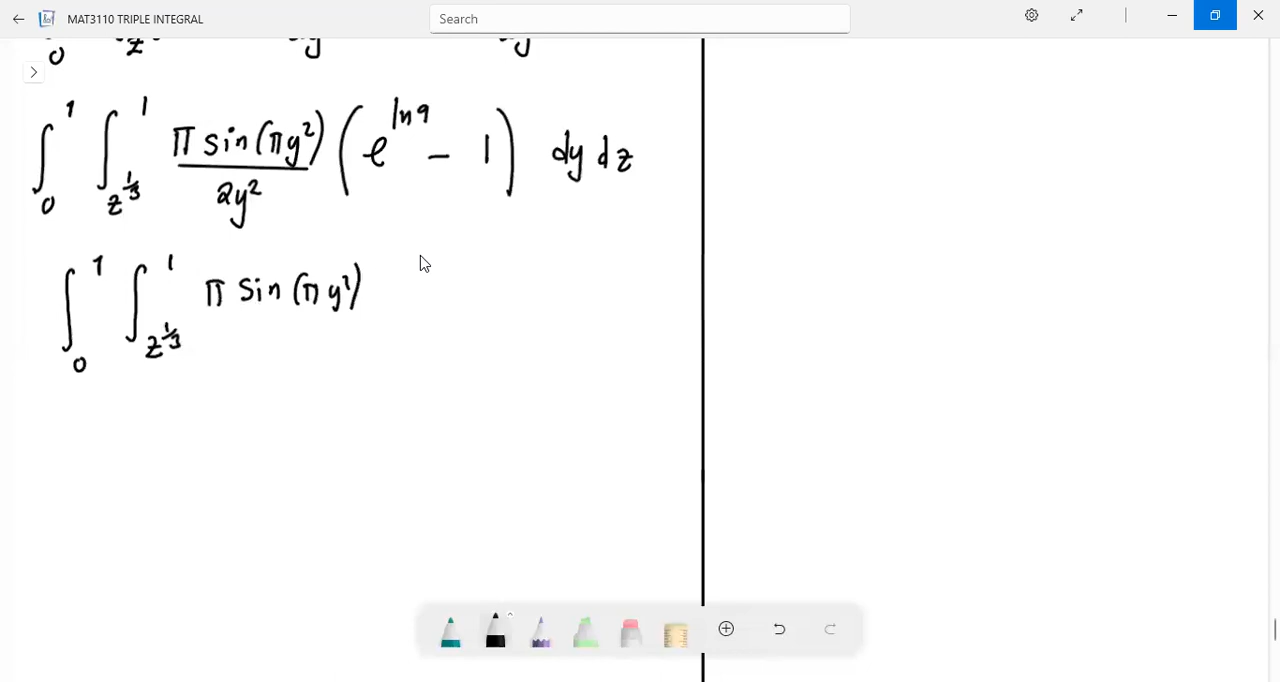 MAT3110 TRIPLE INTEGRAL
Search
∫₀¹ ∫_{z^{1/3}}^1 π sin(πy²)/2y² (e^{ln 9} − 1) dy dz
∫₀¹ ∫_{z^{1/3}}^1 π sin(πy²)